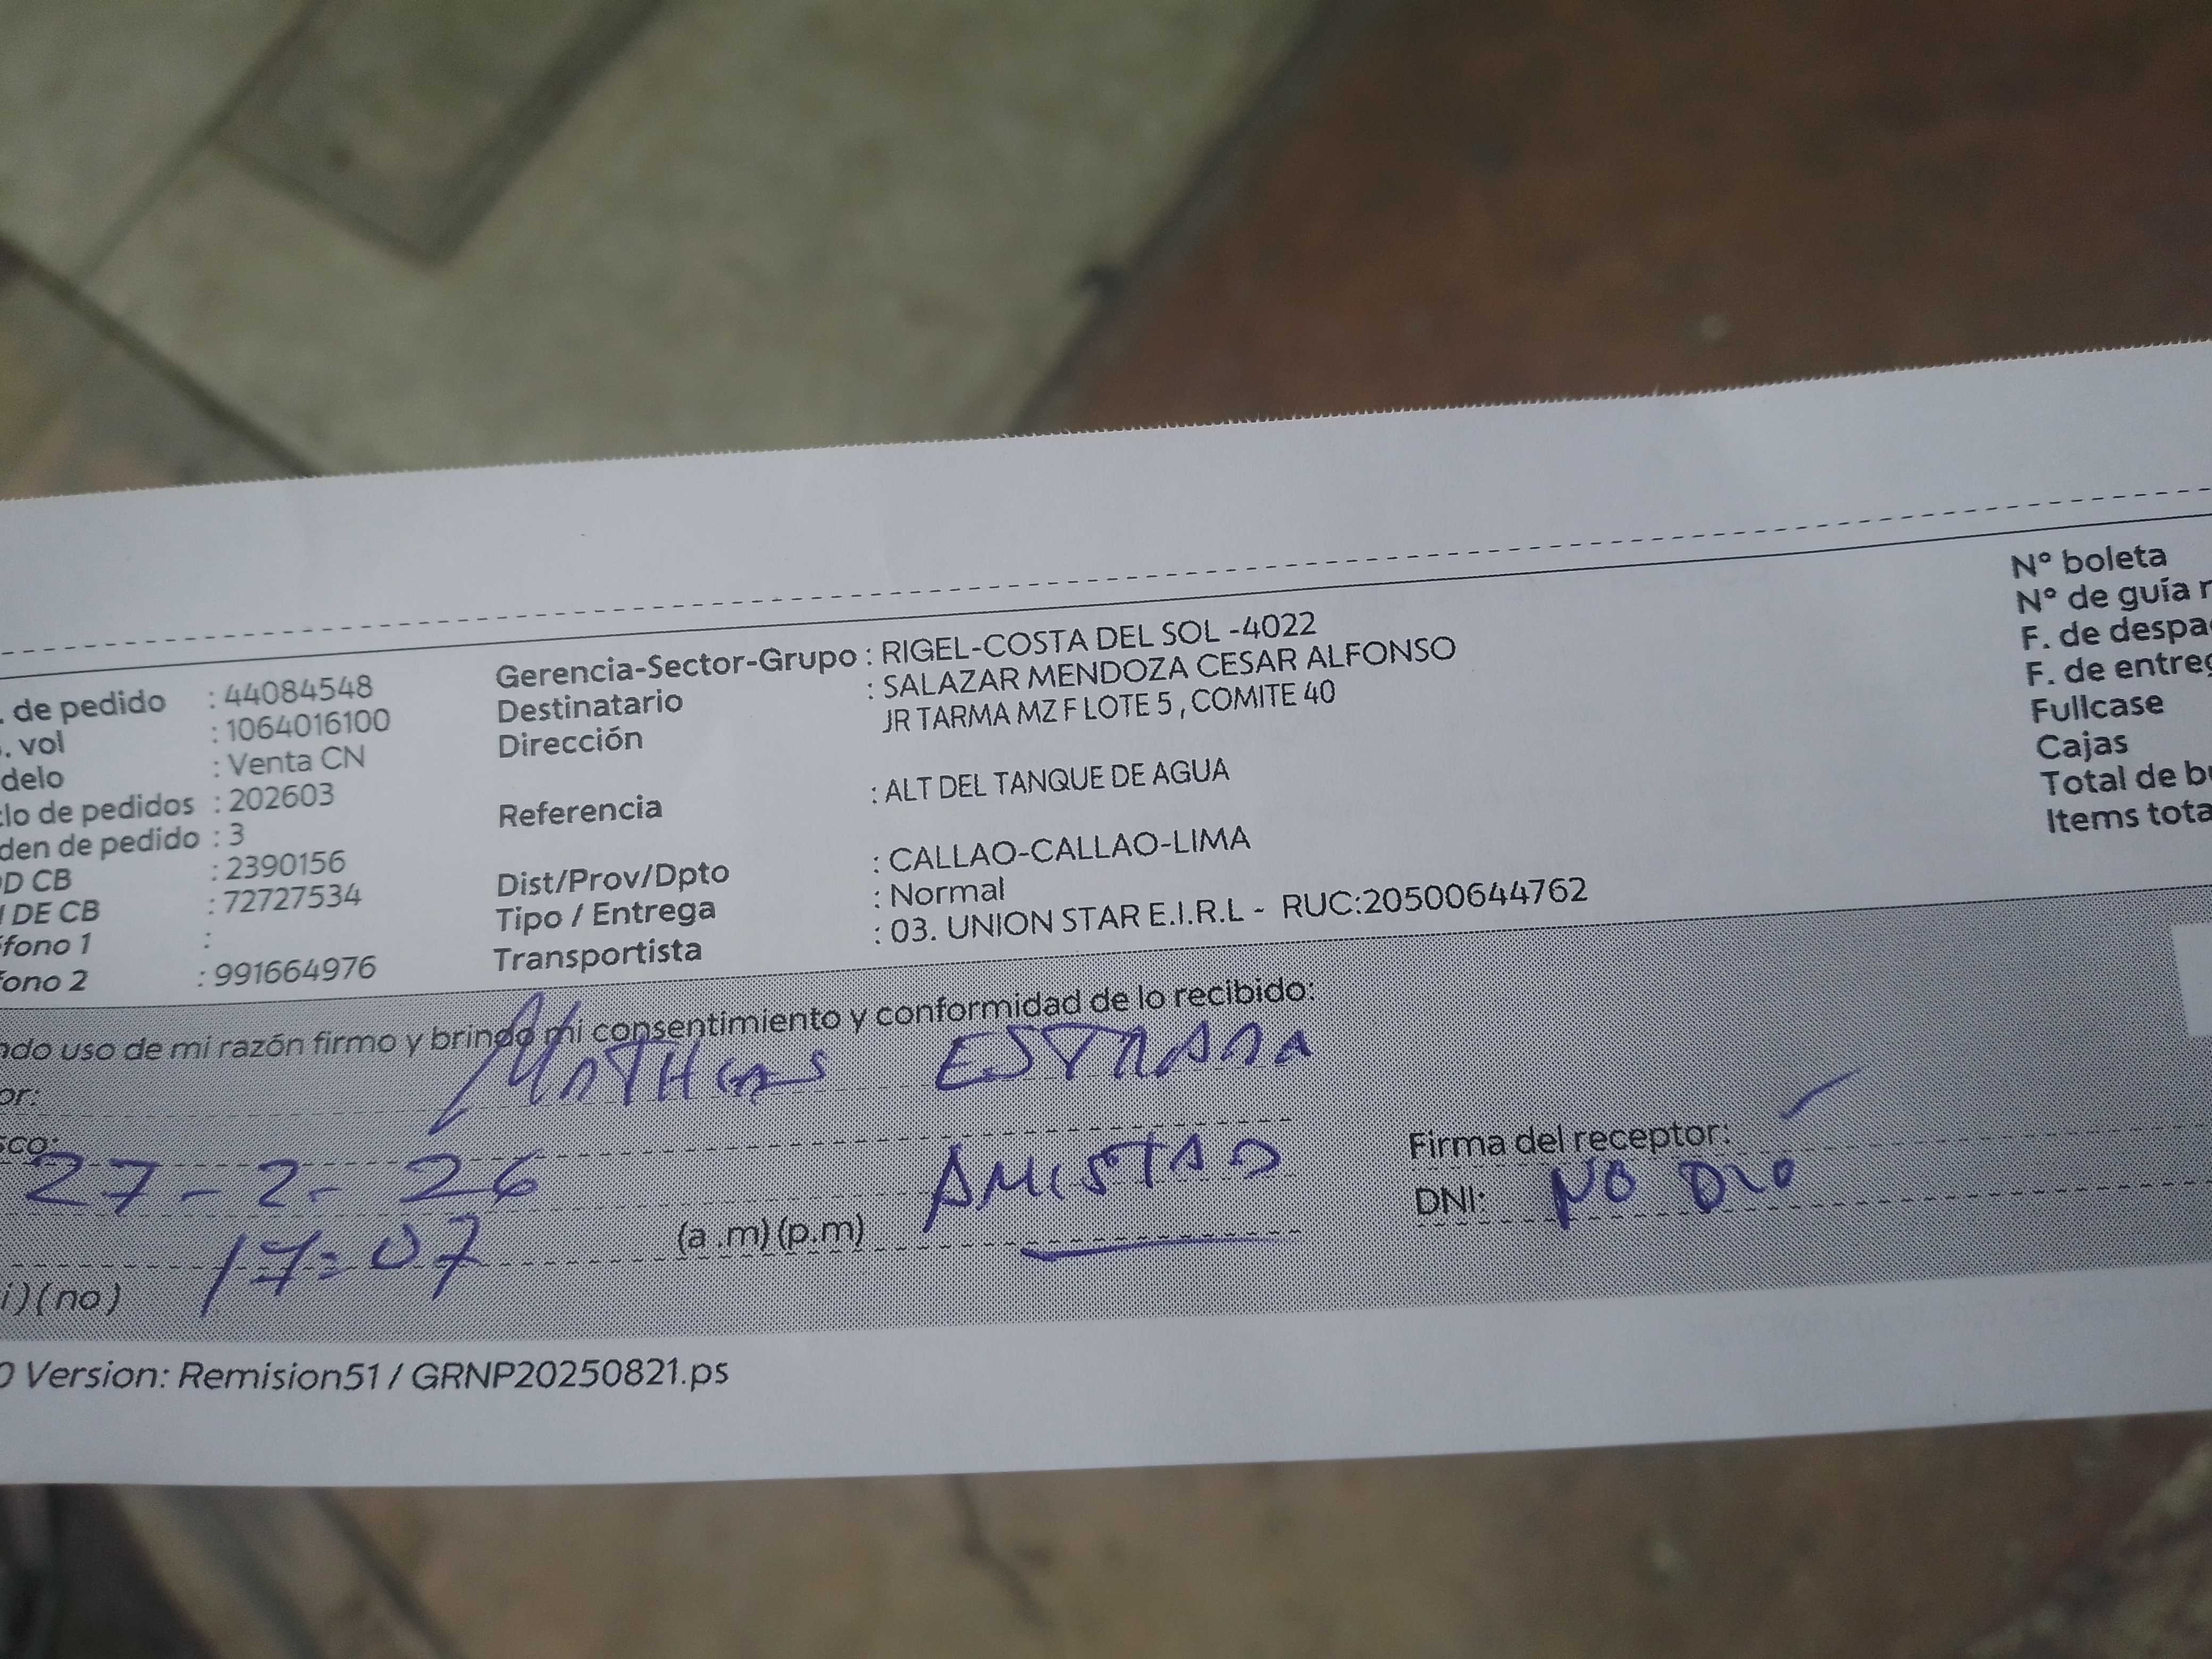 Gerencia-Sector-Grupo : RIGEL-COSTA DEL SOL -4022
Destinatario : SALAZAR MENDOZA CESAR ALFONSO
Dirección JR TARMA MZ F LOTE 5 , COMITE 40
Referencia : ALT DEL TANQUE DE AGUA
Dist/Prov/Dpto : CALLAO-CALLAO-LIMA
Tipo / Entrega : Normal
Transportista : 03. UNION STAR E.I.R.L - RUC:20500644762
. de pedido : 44084548
. vol : 1064016100
delo : Venta CN
lo de pedidos : 202603
den de pedido : 3
D CB : 2390156
DE CB : 72727534
fono 1 :
fono 2 : 991664976
N° boleta
N° de guía r
F. de despa
F. de entreg
Fullcase
Cajas
Total de b
Items tota
ndo uso de mi razón firmo y brindo mi consentimiento y conformidad de lo recibido:
or: ESTRADA
sco:
27-2-26
17:07 (a .m) (p.m) AMISTAD
Firma del receptor:
DNI: NO DIO
i) (no)
0 Version: Remision51 / GRNP20250821.ps